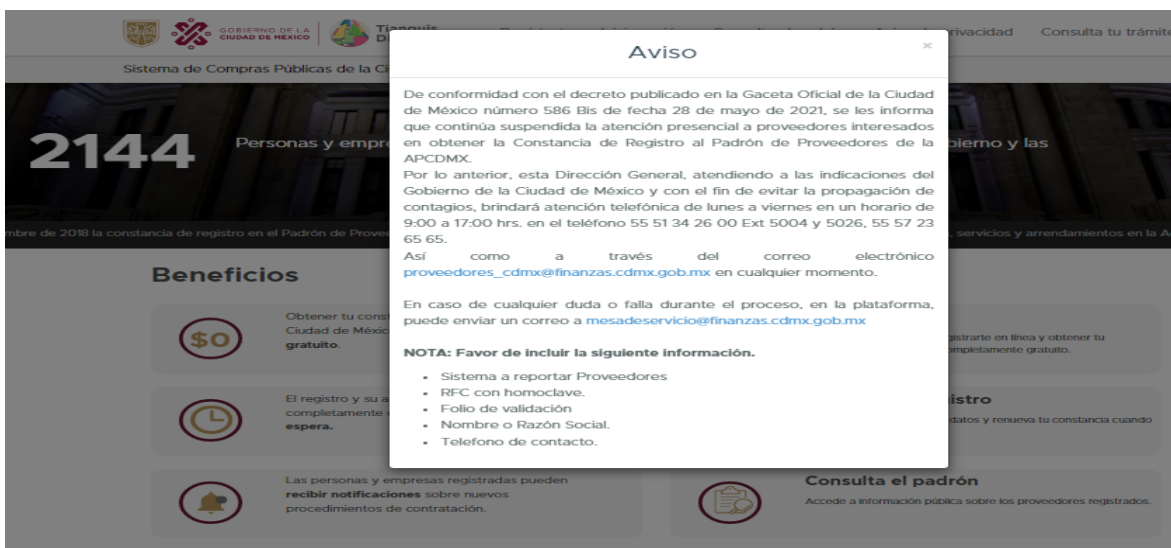 GOBIERNO DE LA
CIUDAD DE MÉXICO
Tianguis
D
privacidad
Consulta tu trámite
Sistema de Compras Públicas de la Ci
2144
Personas y empre
bierno y las
mbre de 2018 la constancia de registro en el Padrón de Prove
, servicios y arrendamientos en la A
Aviso
×
De conformidad con el decreto publicado en la Gaceta Oficial de la Ciudad
de México número 586 Bis de fecha 28 de mayo de 2021, se les informa
que continúa suspendida la atención presencial a proveedores interesados
en obtener la Constancia de Registro al Padrón de Proveedores de la
APCDMX.
Por lo anterior, esta Dirección General, atendiendo a las indicaciones del
Gobierno de la Ciudad de México y con el fin de evitar la propagación de
contagios, brindará atención telefónica de lunes a viernes en un horario de
9:00 a 17:00 hrs. en el teléfono 55 51 34 26 00 Ext 5004 y 5026, 55 57 23
65 65.
Así como a través del correo electrónico
proveedores_cdmx@finanzas.cdmx.gob.mx en cualquier momento.
En caso de cualquier duda o falla durante el proceso, en la plataforma,
puede enviar un correo a mesadeservicio@finanzas.cdmx.gob.mx
NOTA: Favor de incluir la siguiente información.
• Sistema a reportar Proveedores
• RFC con homoclave.
• Folio de validación
• Nombre o Razón Social.
• Telefono de contacto.
Beneficios
$0
Obtener tu const
Ciudad de Méxic
gratuito.
gistrarte en línea y obtener tu
ompletamente gratuito.
El registro y su a
completamente
espera.
istro
datos y renueva tu constancia cuando
Las personas y empresas registradas pueden
recibir notificaciones sobre nuevos
procedimientos de contratación.
Consulta el padrón
Accede a información pública sobre los proveedores registrados.